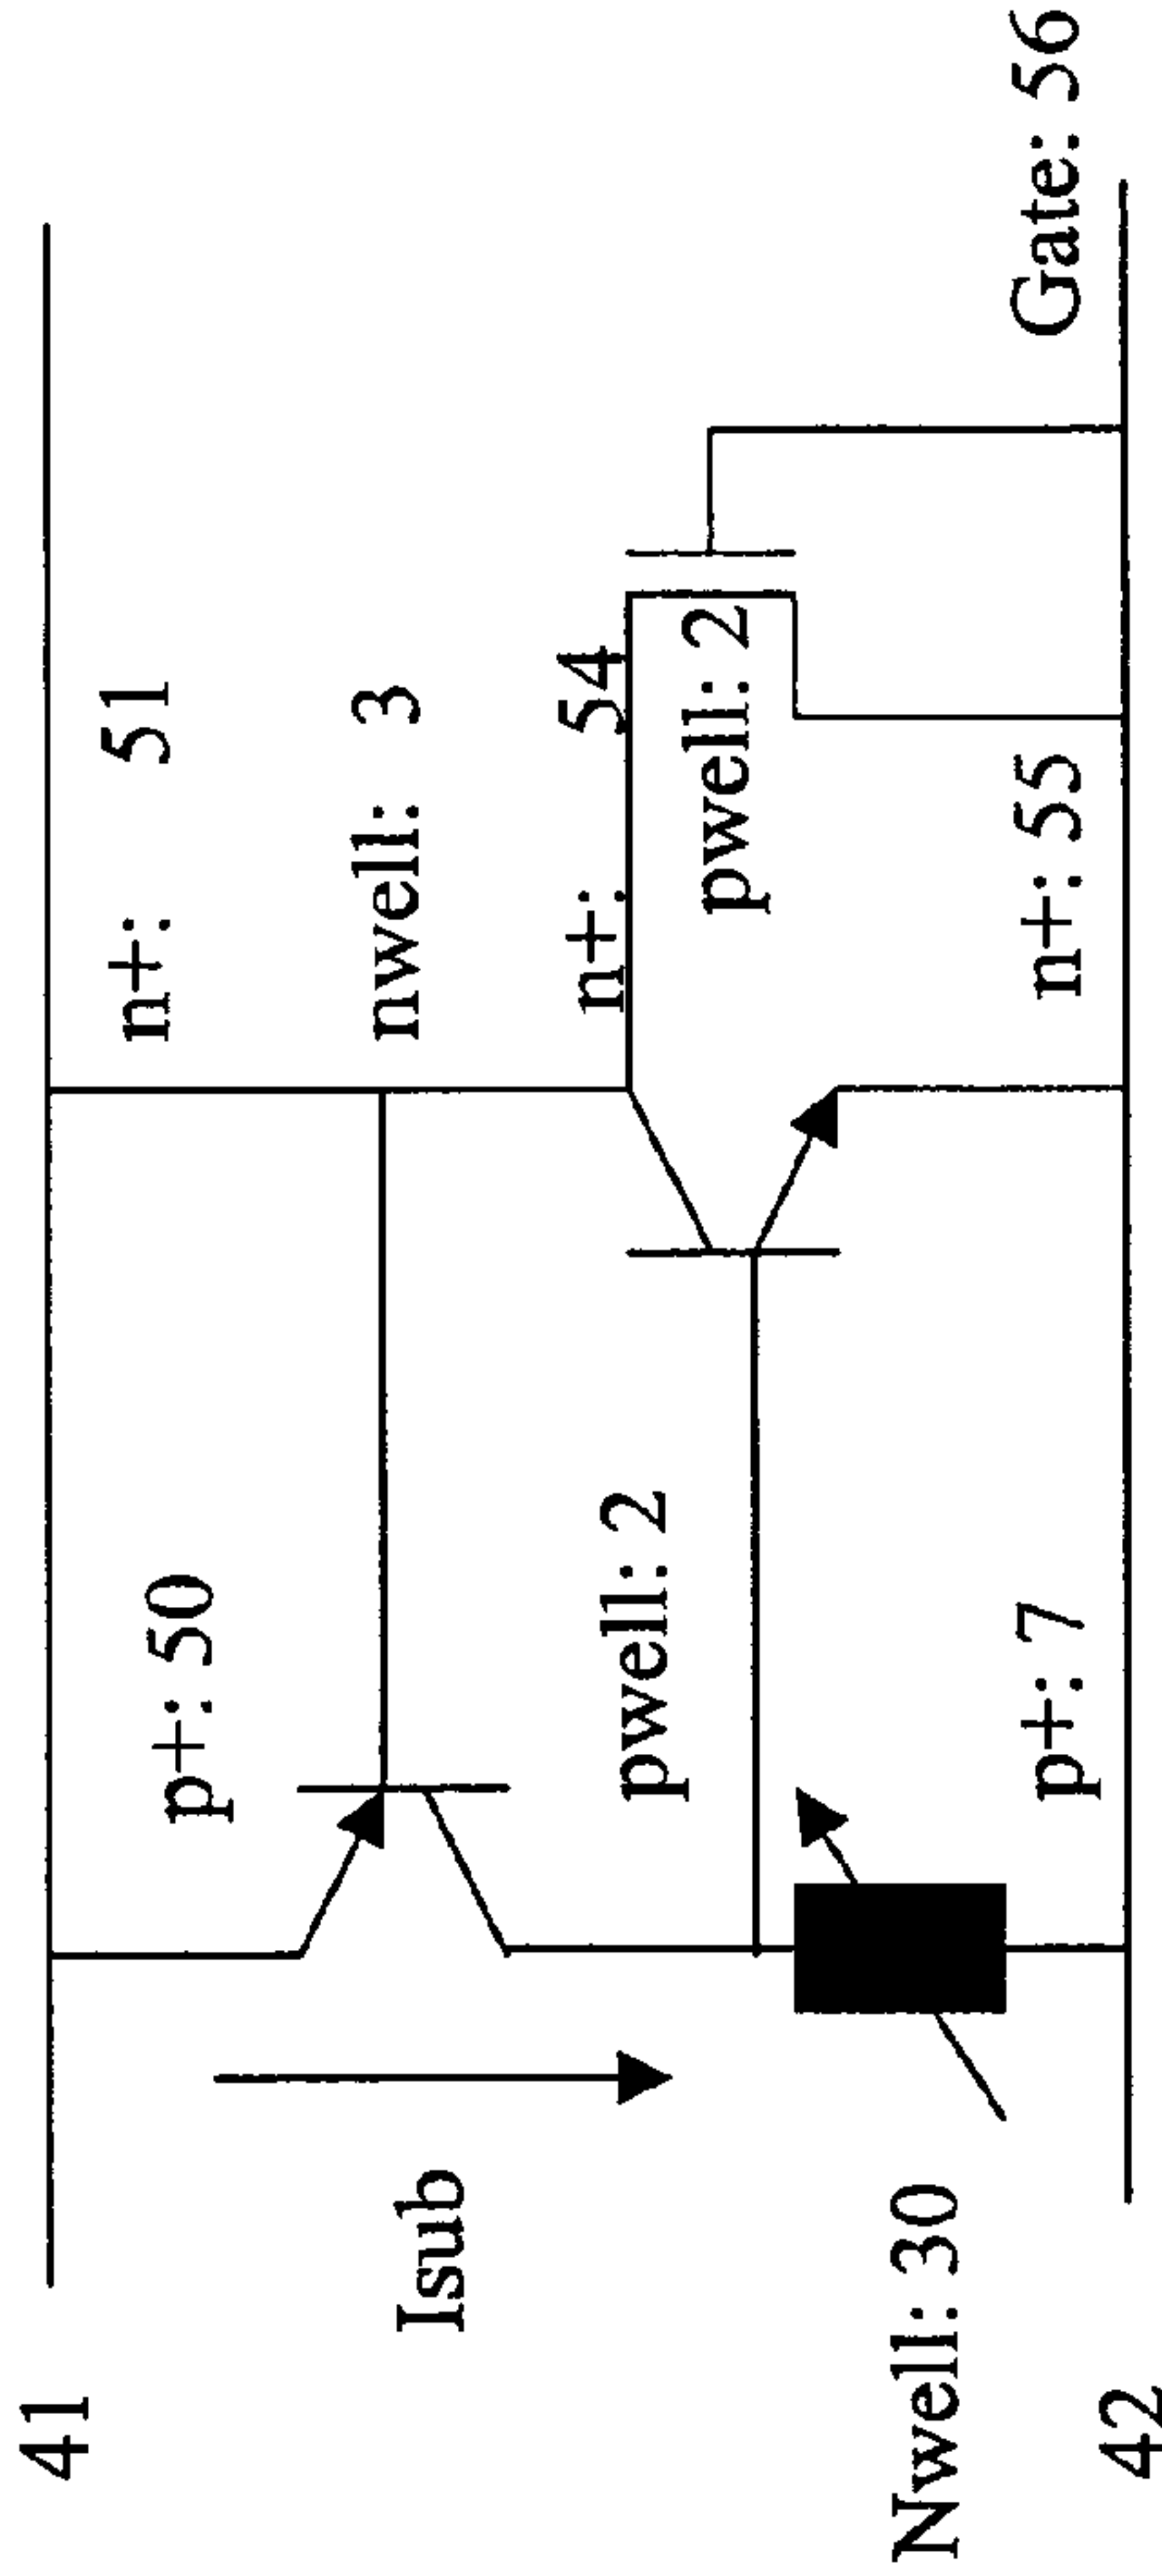 41
n+: 51
p+: 50
nwell: 3
Isub
n+: 54
pwell: 2
pwell: 2
Nwell: 30
p+: 7
n+: 55
Gate: 56
42